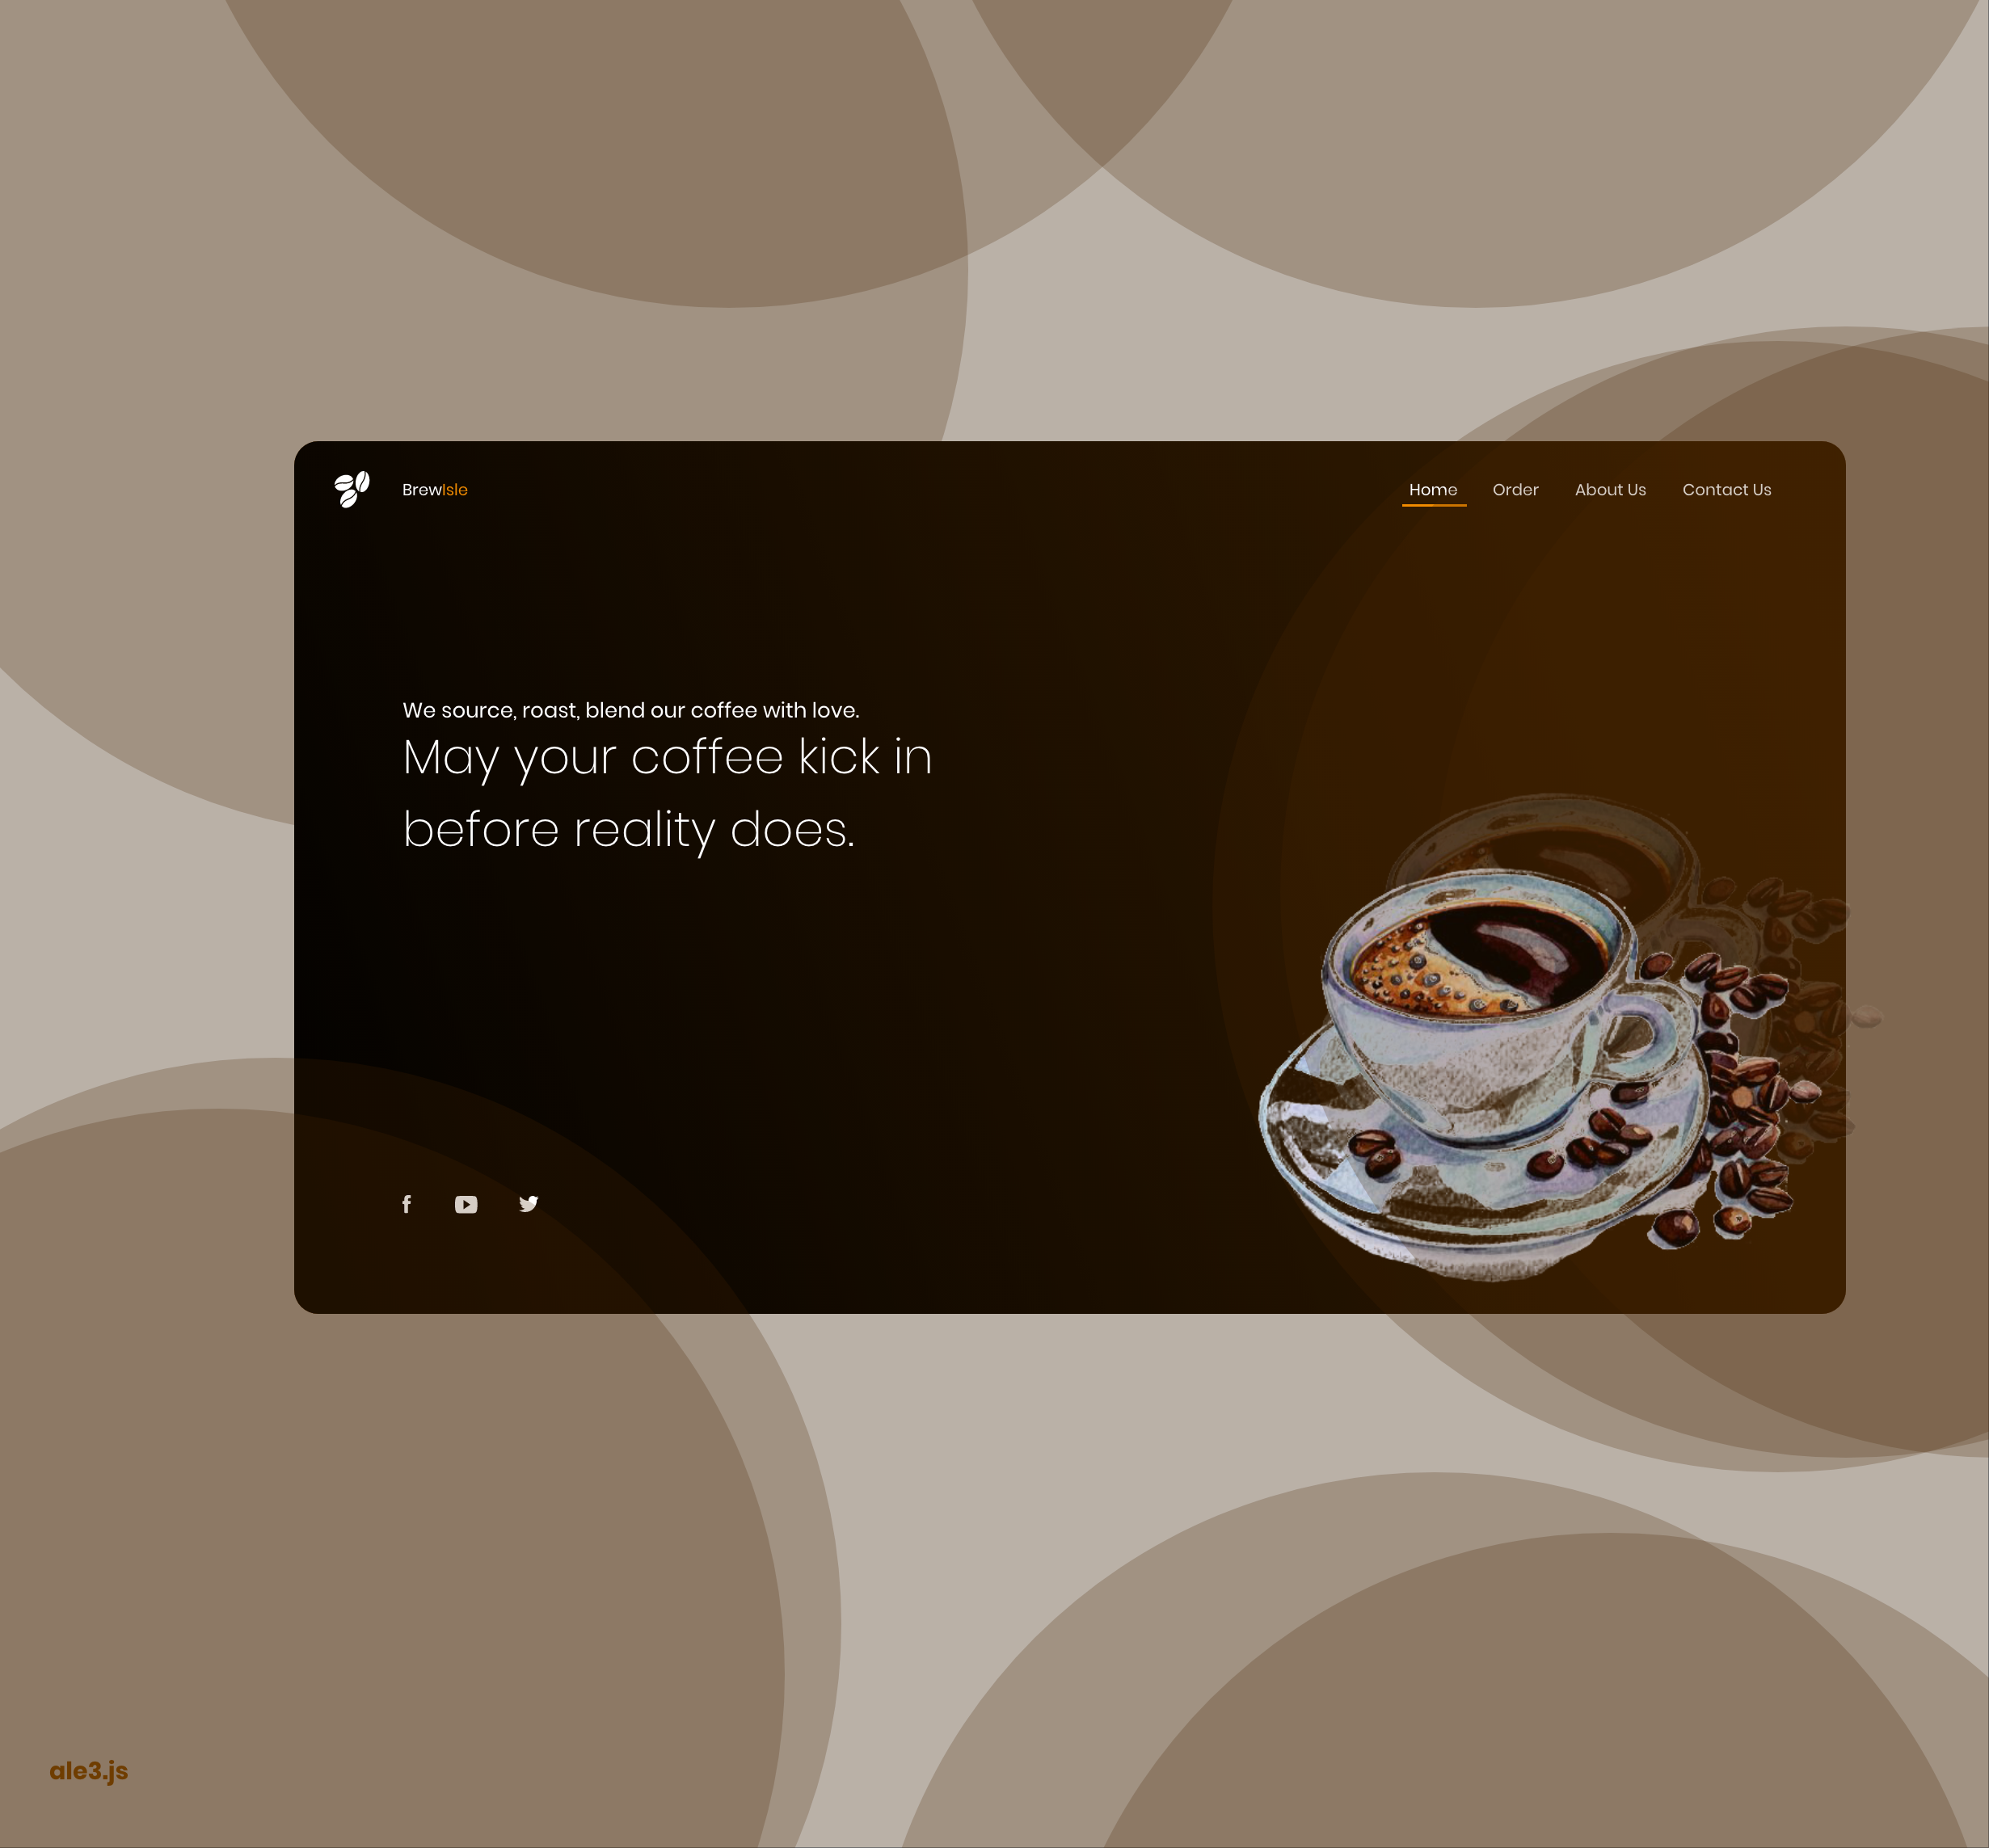 BrewIsle
Home Order About Us Contact Us
We source, roast, blend our coffee with love.
May your coffee kick in
before reality does.
ale3.js